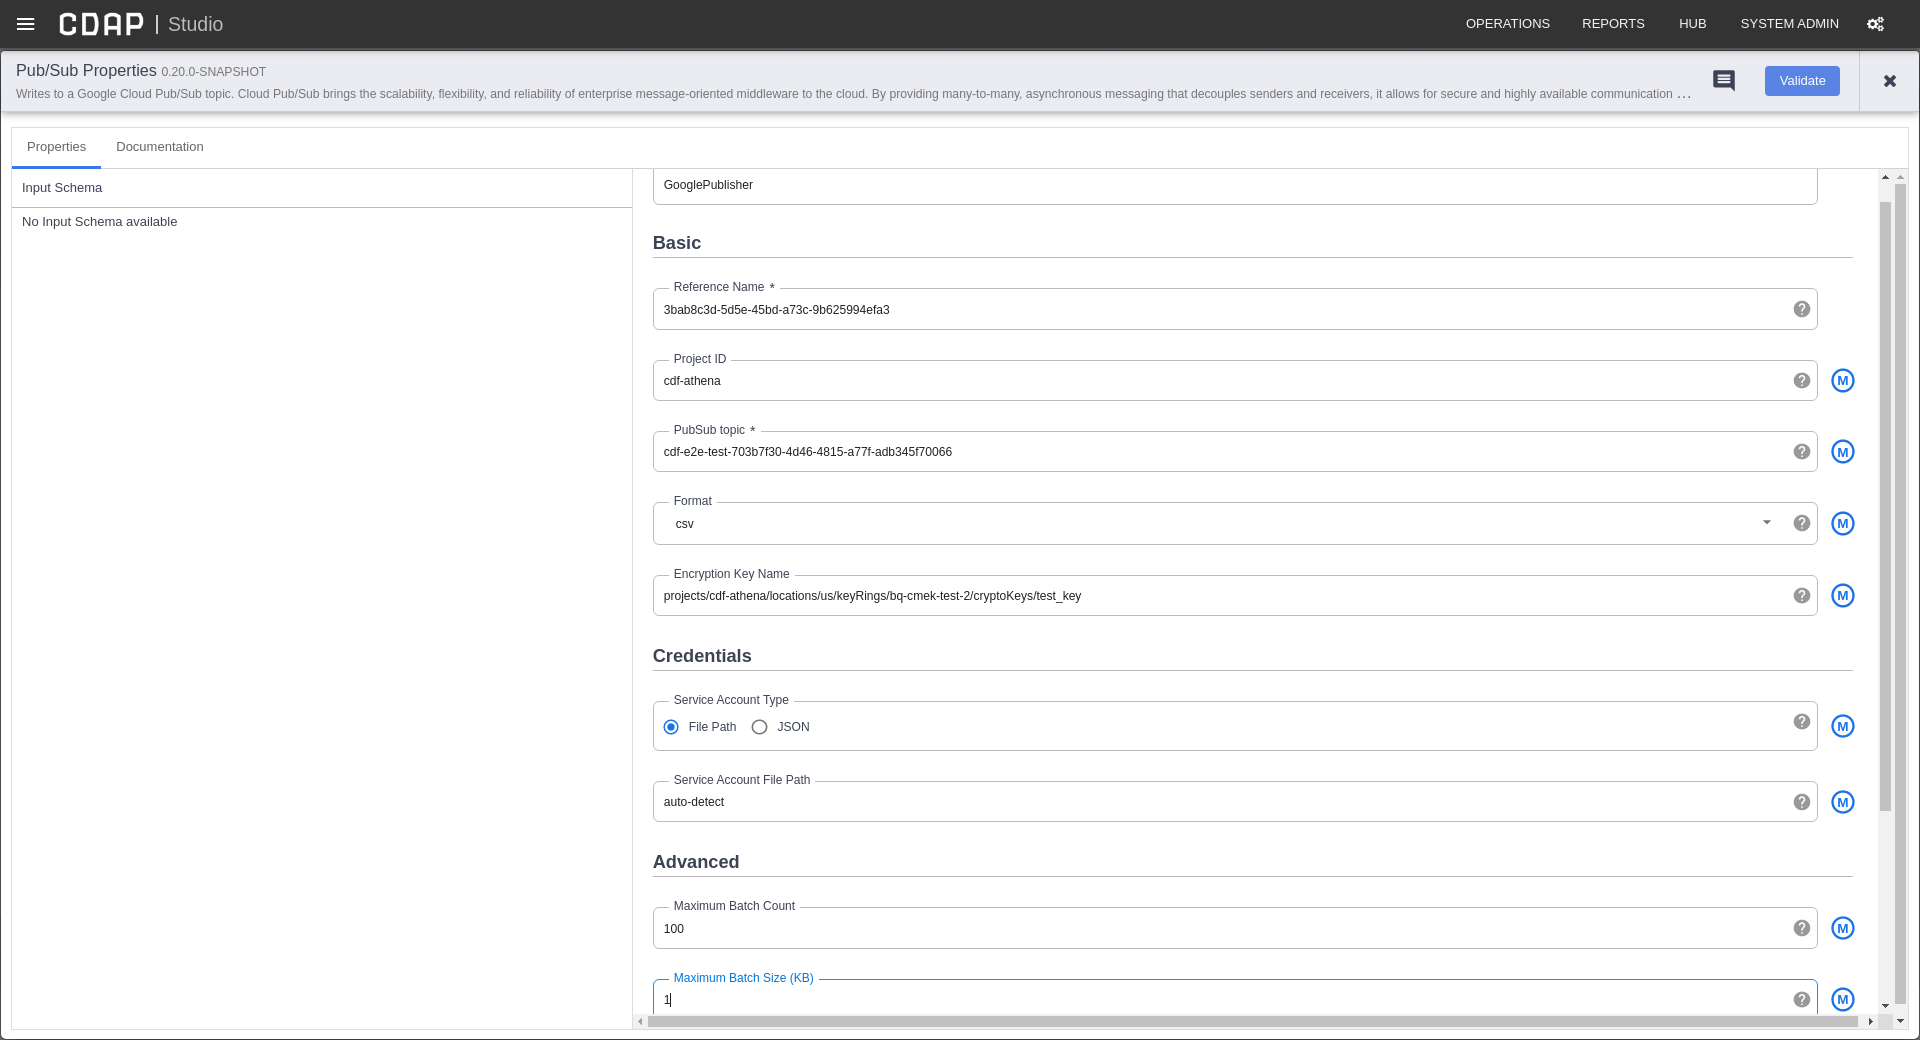 CDAP | Studio
OPERATIONS REPORTS HUB SYSTEM ADMIN
Pub/Sub Properties 0.20.0-SNAPSHOT
Writes to a Google Cloud Pub/Sub topic. Cloud Pub/Sub brings the scalability, flexibility, and reliability of enterprise message-oriented middleware to the cloud. By providing many-to-many, asynchronous messaging that decouples senders and receivers, it allows for secure and highly available communication ...
Validate
Properties Documentation
Input Schema
No Input Schema available
GooglePublisher
Basic
Reference Name *
3bab8c3d-5d5e-45bd-a73c-9b625994efa3
Project ID
cdf-athena
M
PubSub topic *
cdf-e2e-test-703b7f30-4d46-4815-a77f-adb345f70066
M
Format
csv
M
Encryption Key Name
projects/cdf-athena/locations/us/keyRings/bq-cmek-test-2/cryptoKeys/test_key
M
Credentials
Service Account Type
File Path JSON
M
Service Account File Path
auto-detect
M
Advanced
Maximum Batch Count
100
M
Maximum Batch Size (KB)
1
M